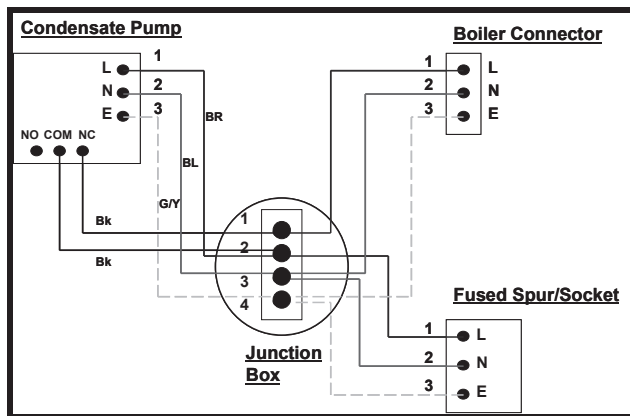 Condensate Pump
L 1
N 2
E 3
NO COM NC
BR
BL
G/Y
Bk
Bk
Boiler Connector
1 L
2 N
3 E
1
2
3
4
Junction
Box
Fused Spur/Socket
1 L
2 N
3 E